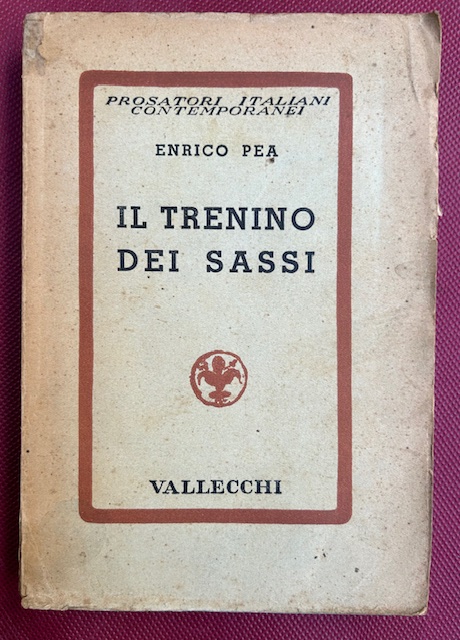 PROSATORI ITALIANI
CONTEMPORANEI
ENRICO PEA
IL TRENINO
DEI SASSI
VALLECCHI